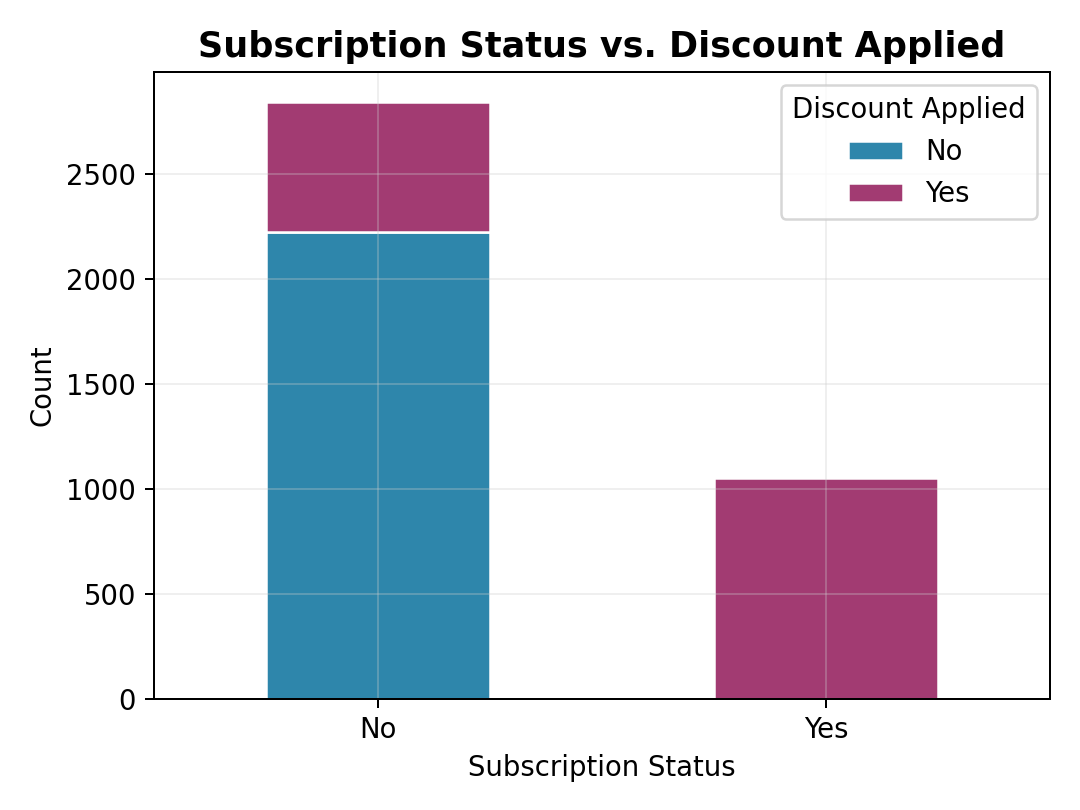 Subscription Status vs. Discount Applied
Discount Applied
No
Yes
2500
2000
1500
1000
500
0
Count
No
Yes
Subscription Status